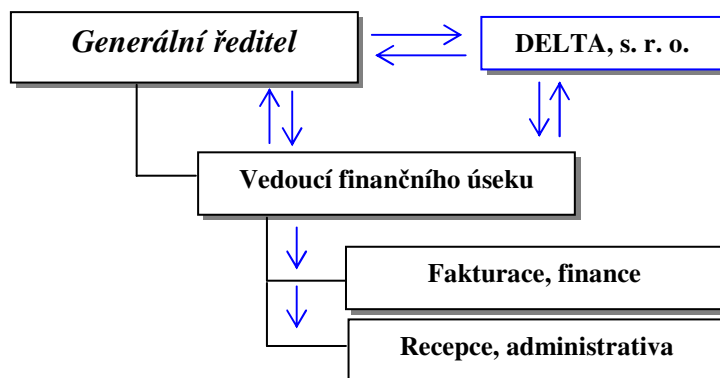 Generální ředitel
DELTA, s. r. o.
Vedoucí finančního úseku
Fakturace, finance
Recepce, administrativa